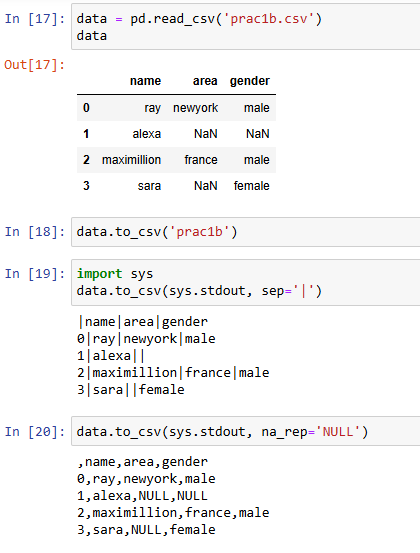 In [17]: data = pd.read_csv('prac1b.csv')
data
Out[17]:
name area gender
0 ray newyork male
1 alexa NaN NaN
2 maximillion france male
3 sara NaN female
In [18]: data.to_csv('prac1b')
In [19]: import sys
data.to_csv(sys.stdout, sep='|')
|name|area|gender
0|ray|newyork|male
1|alexa||
2|maximillion|france|male
3|sara||female
In [20]: data.to_csv(sys.stdout, na_rep='NULL')
,name,area,gender
0,ray,newyork,male
1,alexa,NULL,NULL
2,maximillion,france,male
3,sara,NULL,female